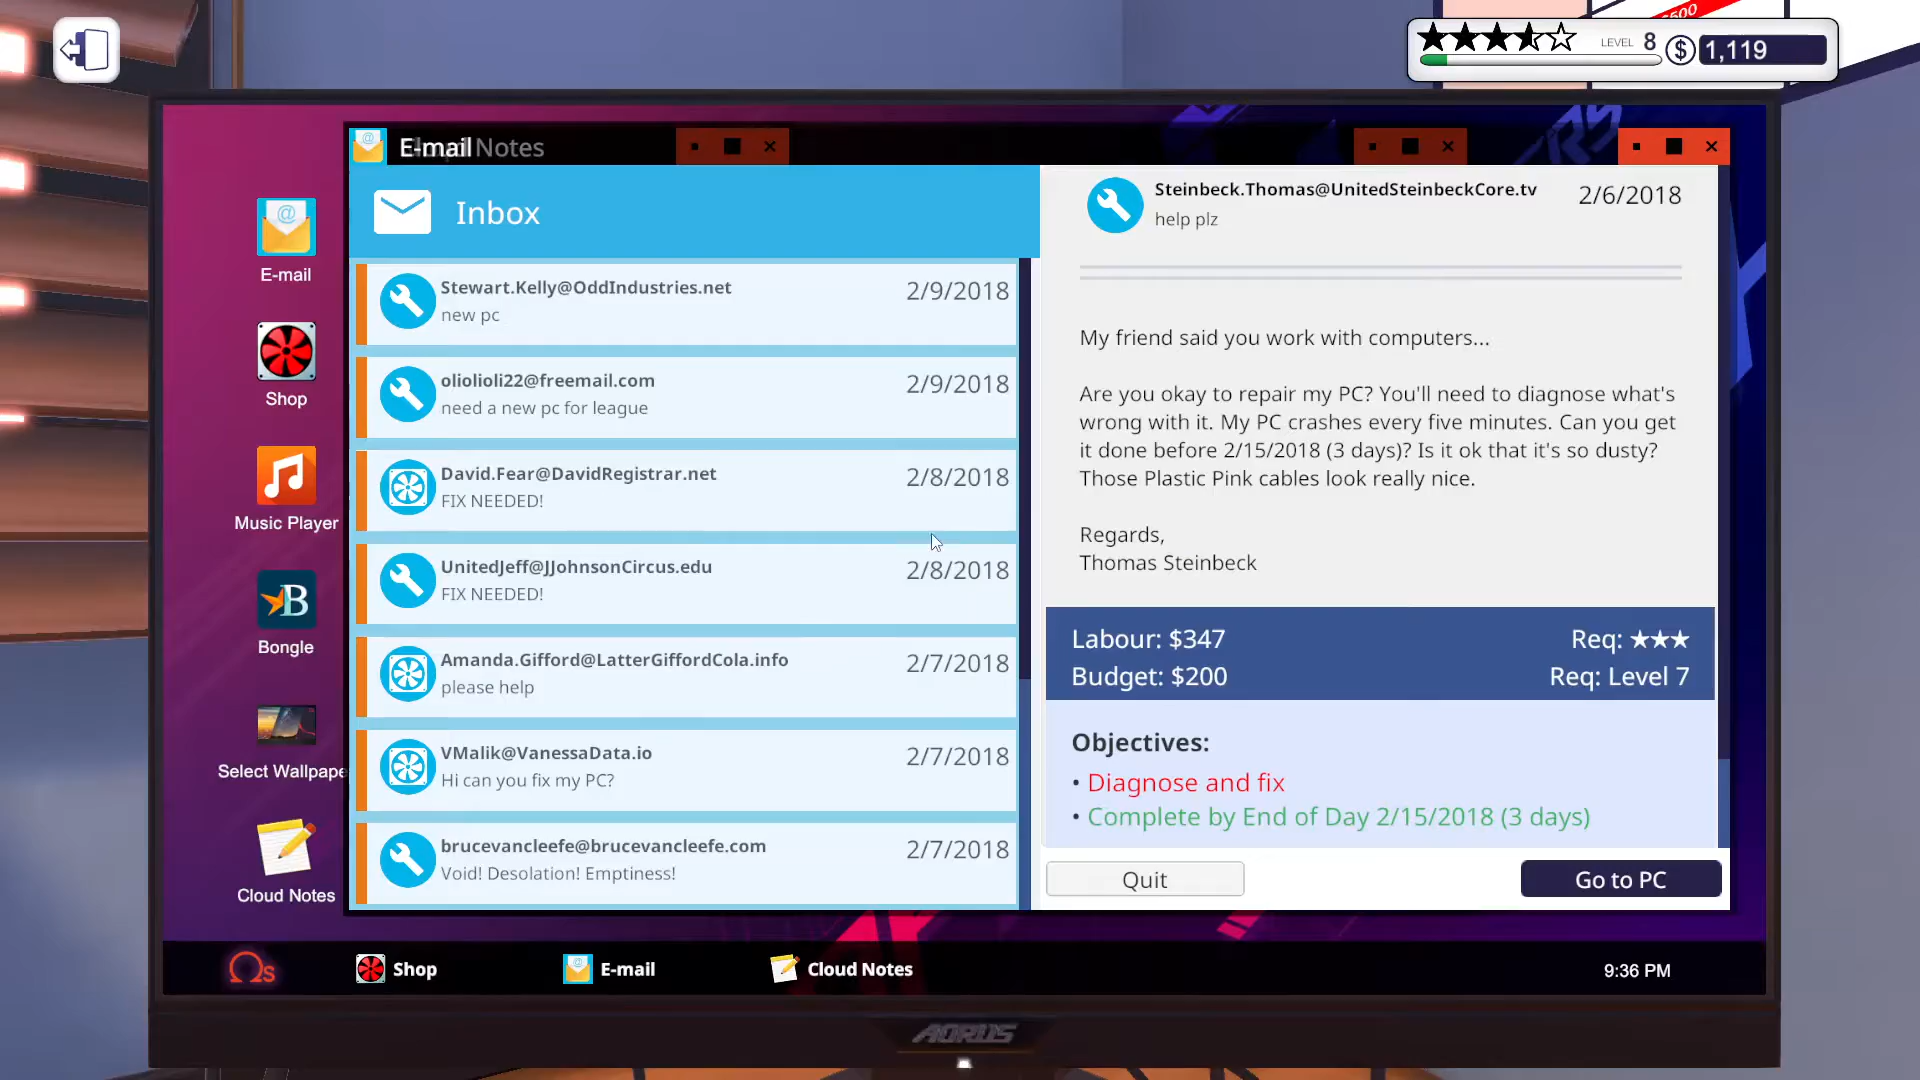 $500
LEVEL 8 $ 1,119
E-mail
Notes
Inbox
E-mail
Shop
Music Player
B
Bongle
Select Wallpape
Cloud Notes
Stewart.Kelly@OddIndustries.net 2/9/2018
new pc
oliolioli22@freemail.com 2/9/2018
need a new pc for league
David.Fear@DavidRegistrar.net 2/8/2018
FIX NEEDED!
UnitedJeff@JJohnsonCircus.edu 2/8/2018
FIX NEEDED!
Amanda.Gifford@LatterGiffordCola.info 2/7/2018
please help
VMalik@VanessaData.io 2/7/2018
Hi can you fix my PC?
brucevancleefe@brucevancleefe.com 2/7/2018
Void! Desolation! Emptiness!
Steinbeck.Thomas@UnitedSteinbeckCore.tv 2/6/2018
help plz
My friend said you work with computers...
Are you okay to repair my PC? You'll need to diagnose what's
wrong with it. My PC crashes every five minutes. Can you get
it done before 2/15/2018 (3 days)? Is it ok that it's so dusty?
Those Plastic Pink cables look really nice.
Regards,
Thomas Steinbeck
Labour: $347 Req: ★★★
Budget: $200 Req: Level 7
Objectives:
• Diagnose and fix
• Complete by End of Day 2/15/2018 (3 days)
Quit Go to PC
Ωs Shop E-mail Cloud Notes 9:36 PM
AORUS